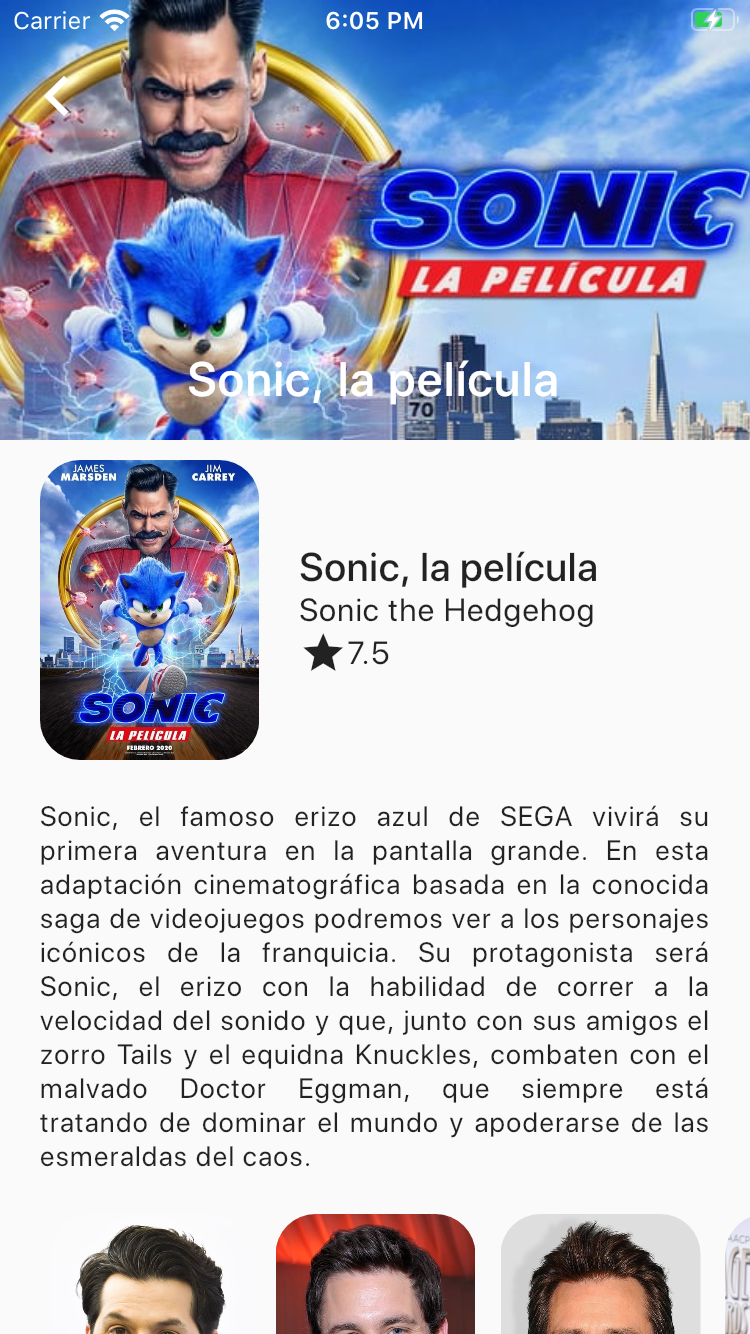 Carrier
6:05 PM
SONIC
LA PELÍCULA
70
Sonic, la película
JAMES MARSDEN
JIM CARREY
SONIC
LA PELÍCULA
FEBRERO 2020
Sonic, la película
Sonic the Hedgehog
7.5
Sonic, el famoso erizo azul de SEGA vivirá su
primera aventura en la pantalla grande. En esta
adaptación cinematográfica basada en la conocida
saga de videojuegos podremos ver a los personajes
icónicos de la franquicia. Su protagonista será
Sonic, el erizo con la habilidad de correr a la
velocidad del sonido y que, junto con sus amigos el
zorro Tails y el equidna Knuckles, combaten con el
malvado Doctor Eggman, que siempre está
tratando de dominar el mundo y apoderarse de las
esmeraldas del caos.